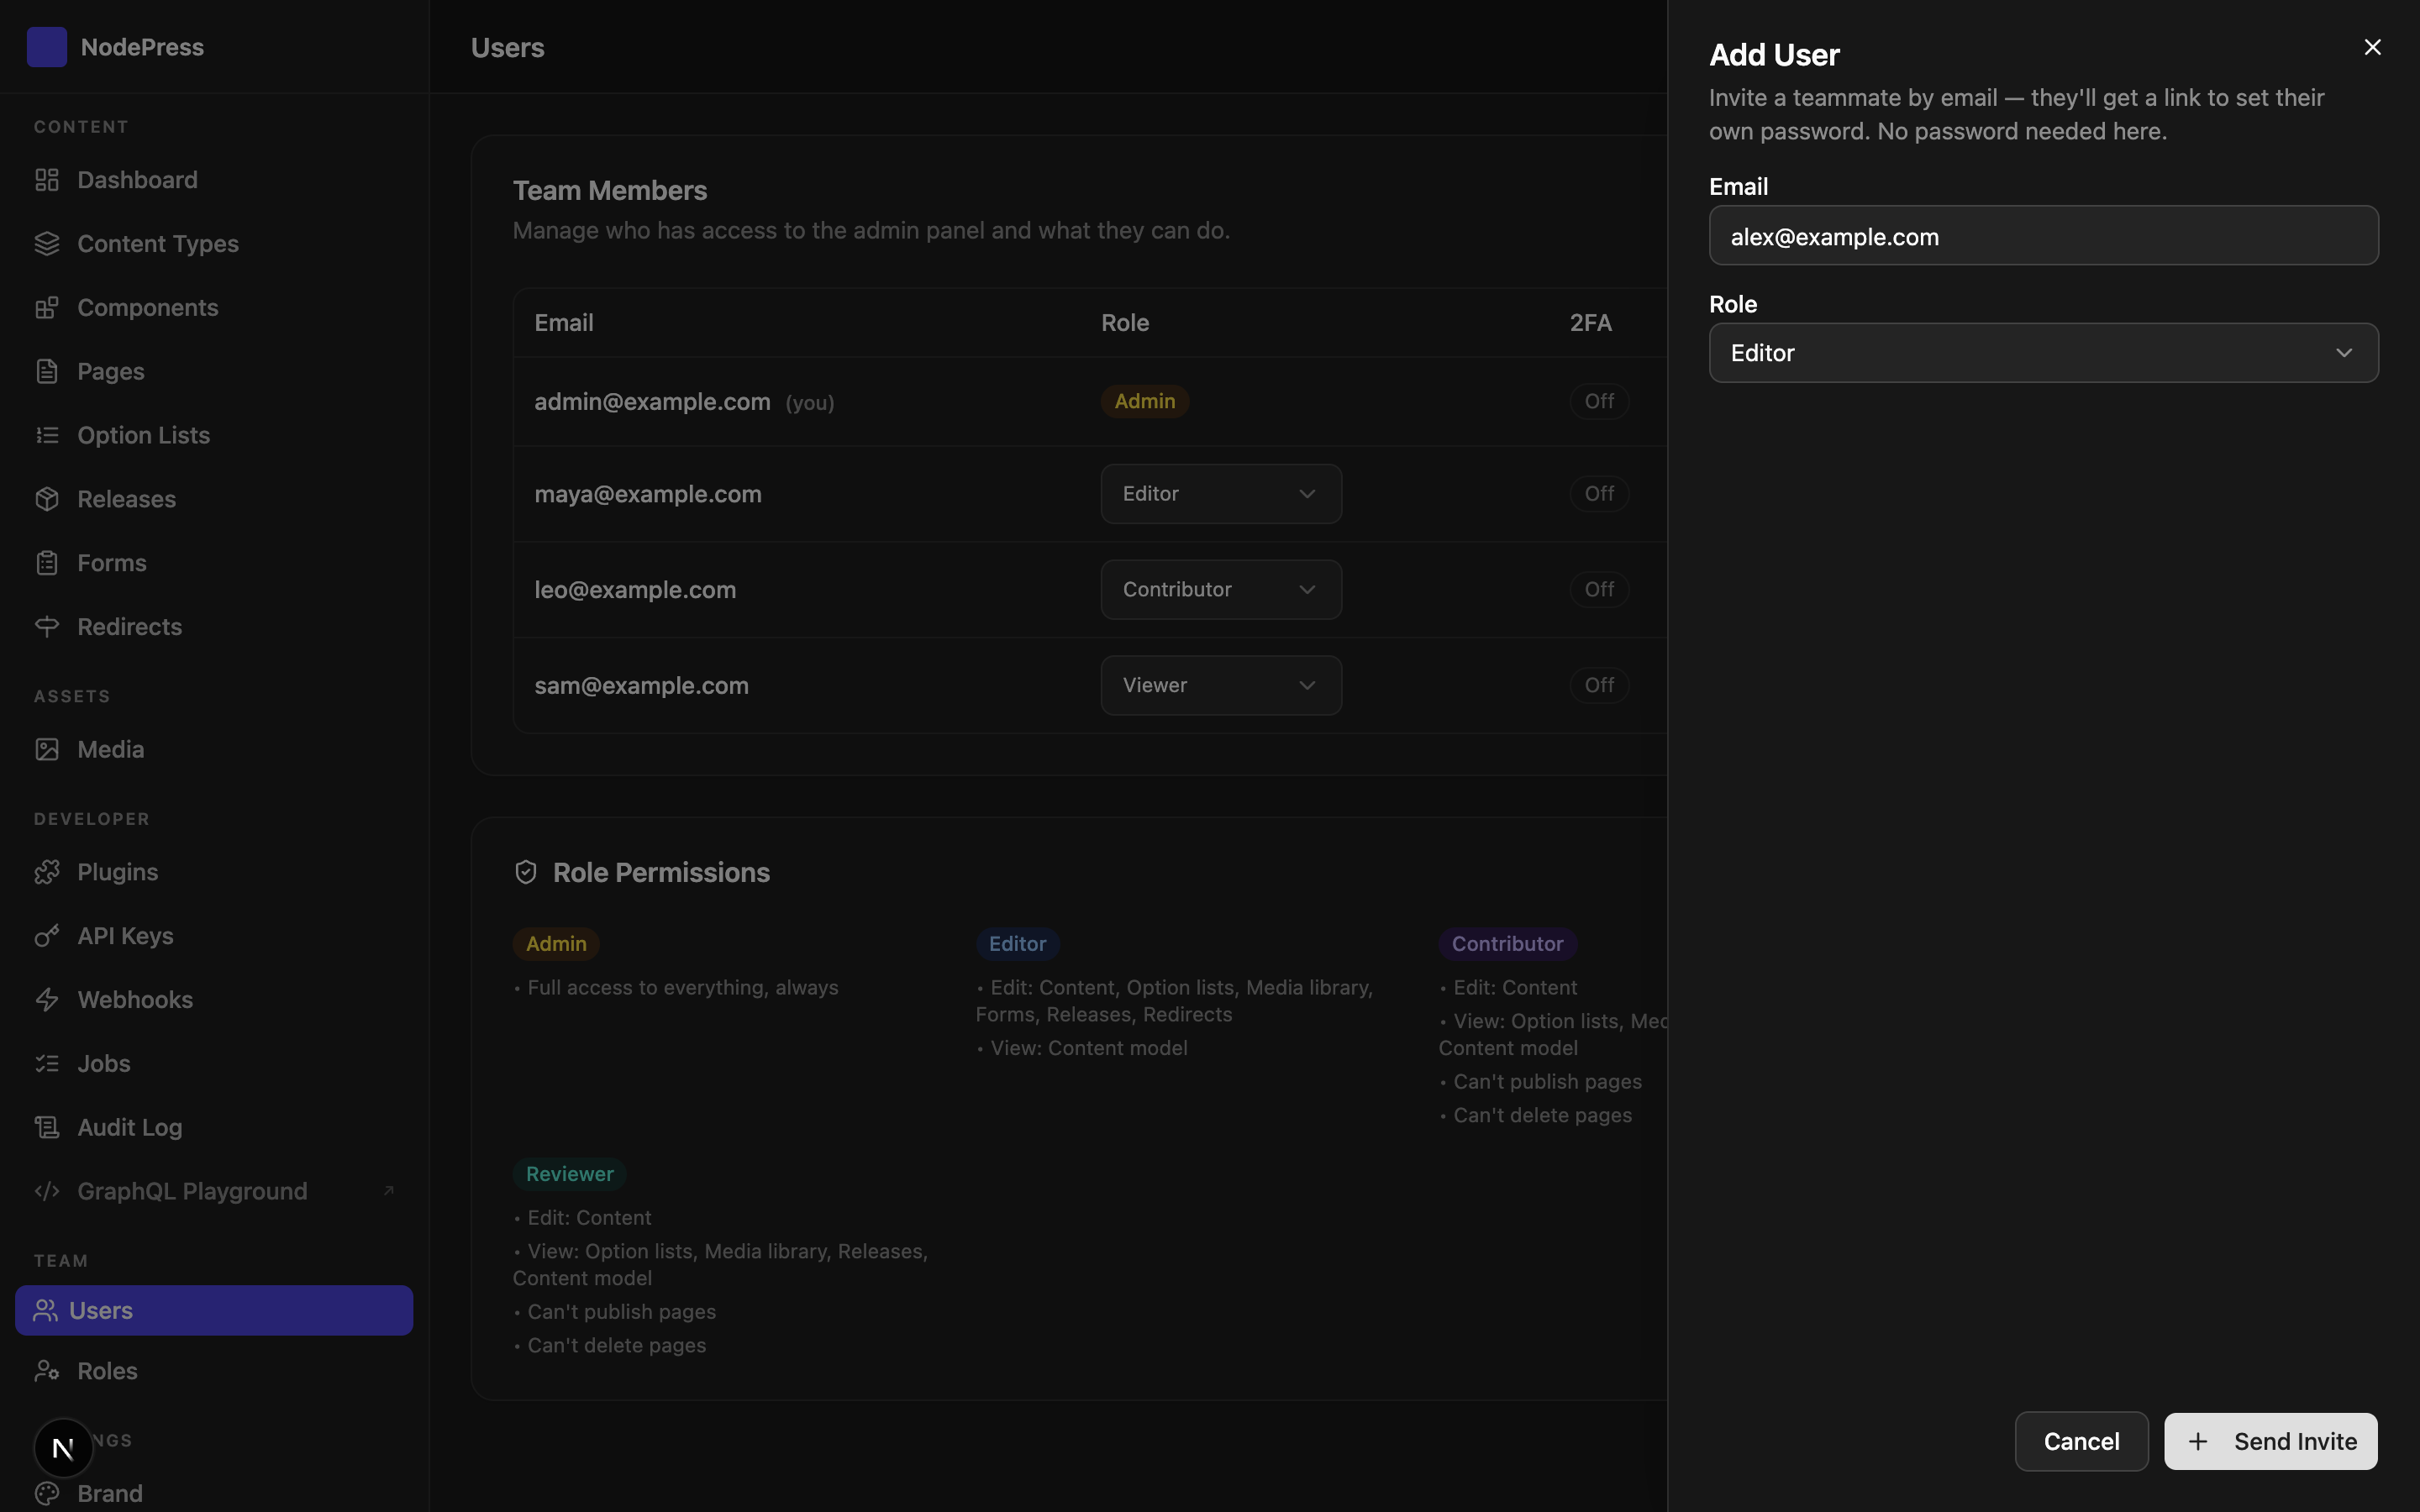 NodePress
CONTENT
Dashboard
Content Types
Components
Pages
Option Lists
Releases
Forms
Redirects
ASSETS
Media
DEVELOPER
Plugins
API Keys
Webhooks
Jobs
Audit Log
GraphQL Playground
TEAM
Users
Roles
NGS
N
Brand
Users
Team Members
Manage who has access to the admin panel and what they can do.
Email Role 2FA
admin@example.com (you) Admin Off
maya@example.com Editor Off
leo@example.com Contributor Off
sam@example.com Viewer Off
Role Permissions
Admin
• Full access to everything, always
Editor
• Edit: Content, Option lists, Media library,
Forms, Releases, Redirects
• View: Content model
Contributor
• Edit: Content
• View: Option lists, Med
Content model
• Can't publish pages
• Can't delete pages
Reviewer
• Edit: Content
• View: Option lists, Media library, Releases,
Content model
• Can't publish pages
• Can't delete pages
Add User
Invite a teammate by email — they'll get a link to set their
own password. No password needed here.
Email
alex@example.com
Role
Editor
Cancel
Send Invite